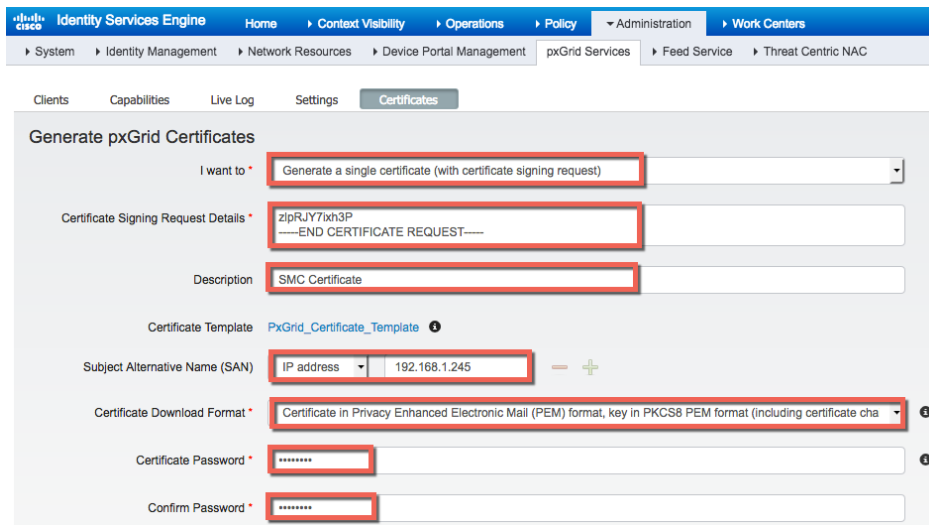 cisco Identity Services Engine Home Context Visibility Operations Policy Administration Work Centers
System Identity Management Network Resources Device Portal Management pxGrid Services Feed Service Threat Centric NAC
Clients Capabilities Live Log Settings Certificates
Generate pxGrid Certificates
I want to * Generate a single certificate (with certificate signing request)
Certificate Signing Request Details * zlpRJY7ixh3P
-----END CERTIFICATE REQUEST-----
Description SMC Certificate
Certificate Template PxGrid_Certificate_Template
Subject Alternative Name (SAN) IP address 192.168.1.245
Certificate Download Format * Certificate in Privacy Enhanced Electronic Mail (PEM) format, key in PKCS8 PEM format (including certificate cha
Certificate Password * ••••••••
Confirm Password * ••••••••